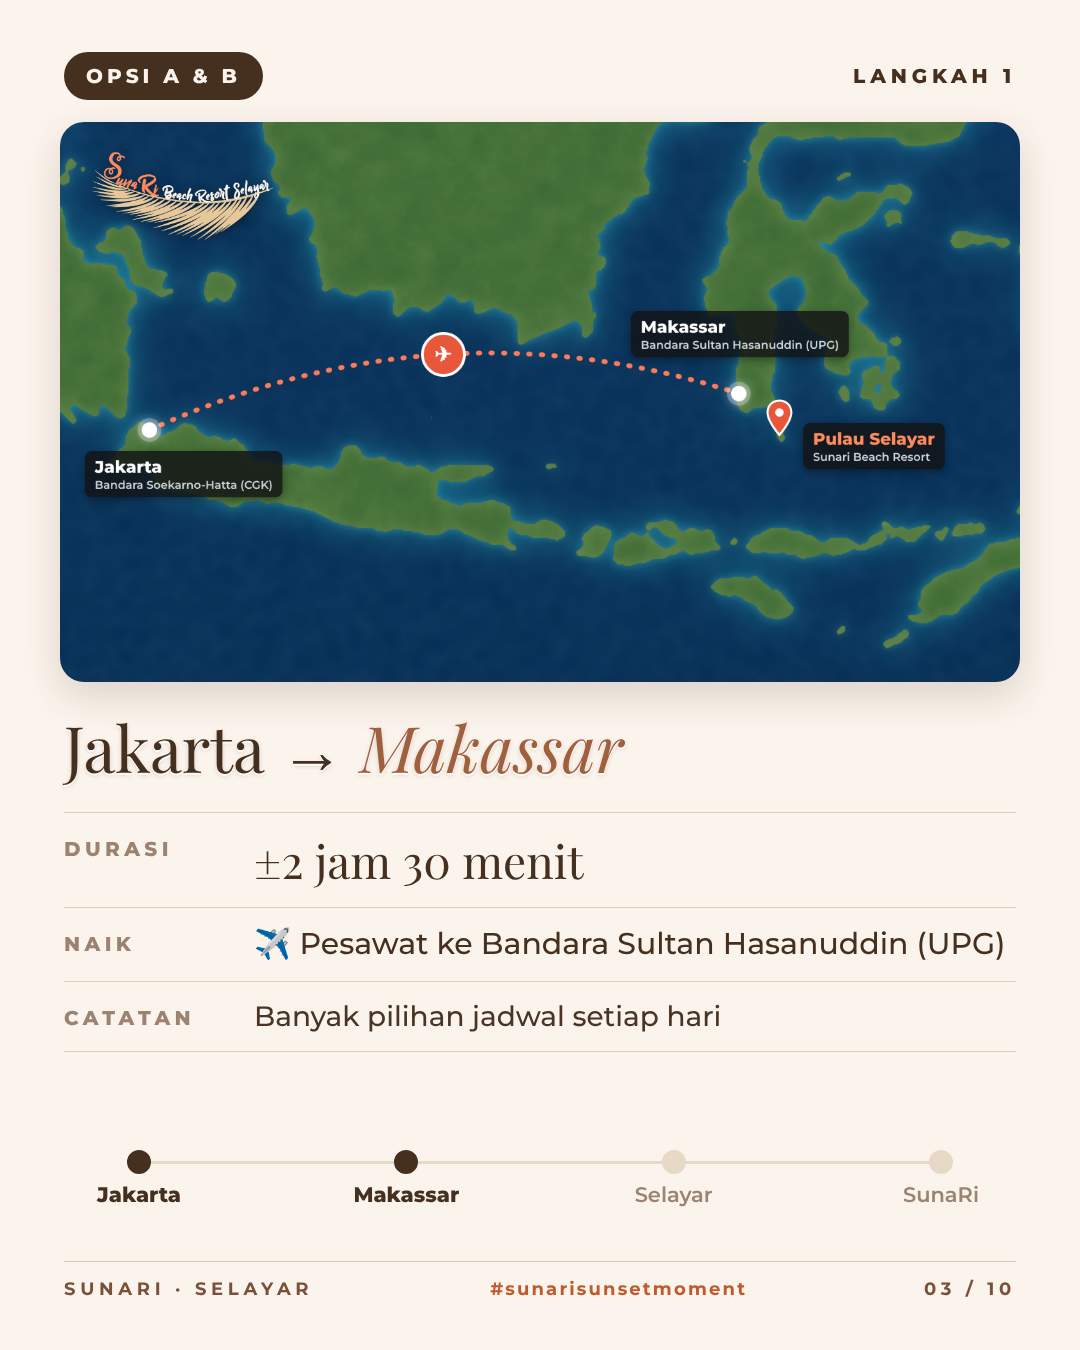 OPSI A & B
LANGKAH 1
SunaRi Beach Resort Selayar
Makassar
Bandara Sultan Hasanuddin (UPG)
Pulau Selayar
Sunari Beach Resort
Jakarta
Bandara Soekarno-Hatta (CGK)
Jakarta → Makassar
DURASI
±2 jam 30 menit
NAIK
✈️ Pesawat ke Bandara Sultan Hasanuddin (UPG)
CATATAN
Banyak pilihan jadwal setiap hari
Jakarta
Makassar
Selayar
SunaRi
SUNARI · SELAYAR
#sunarisunsetmoment
03 / 10